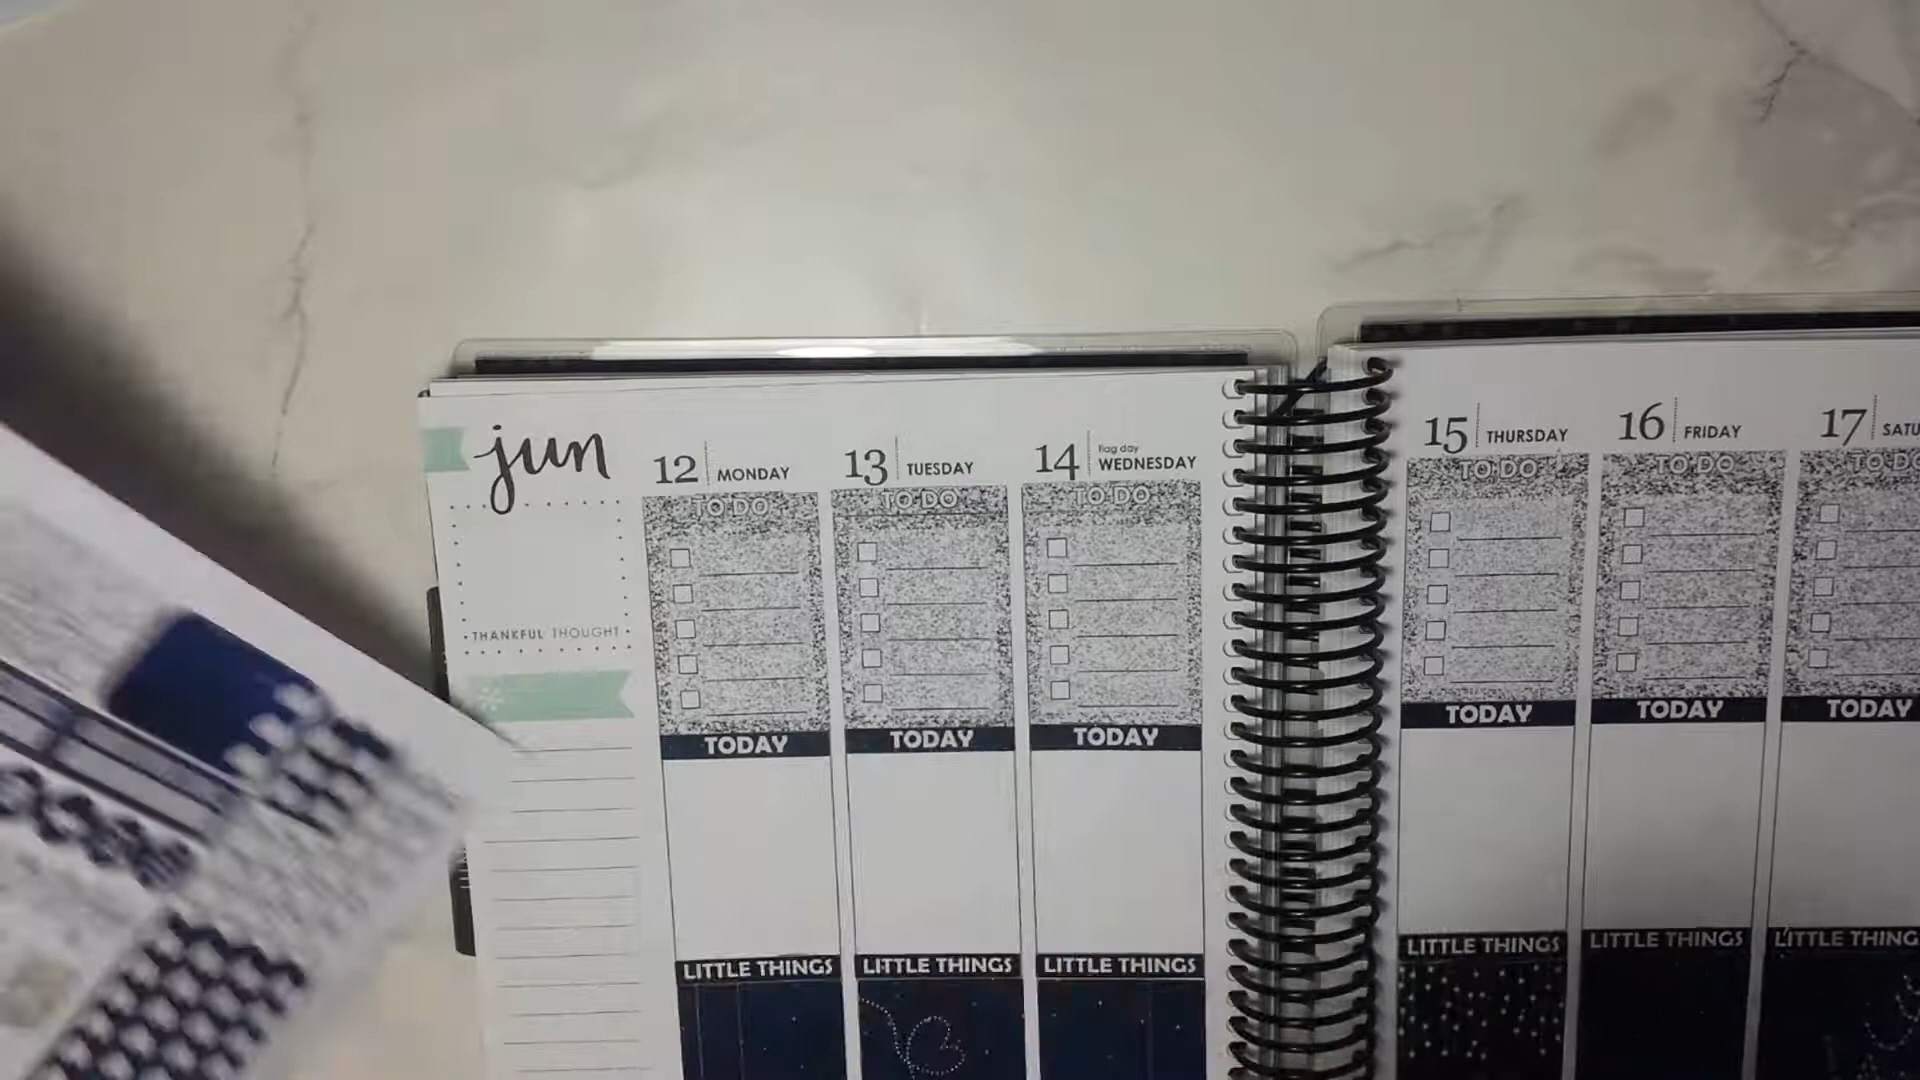 jun
THANKFUL THOUGHT
12 MONDAY
TO DO
TODAY
LITTLE THINGS
13 TUESDAY
TO DO
TODAY
LITTLE THINGS
flag day
14 WEDNESDAY
TO DO
TODAY
LITTLE THINGS
15 THURSDAY
TO DO
TODAY
LITTLE THINGS
16 FRIDAY
TO DO
TODAY
LITTLE THINGS
17 SATU
TO DO
TODAY
LITTLE THING